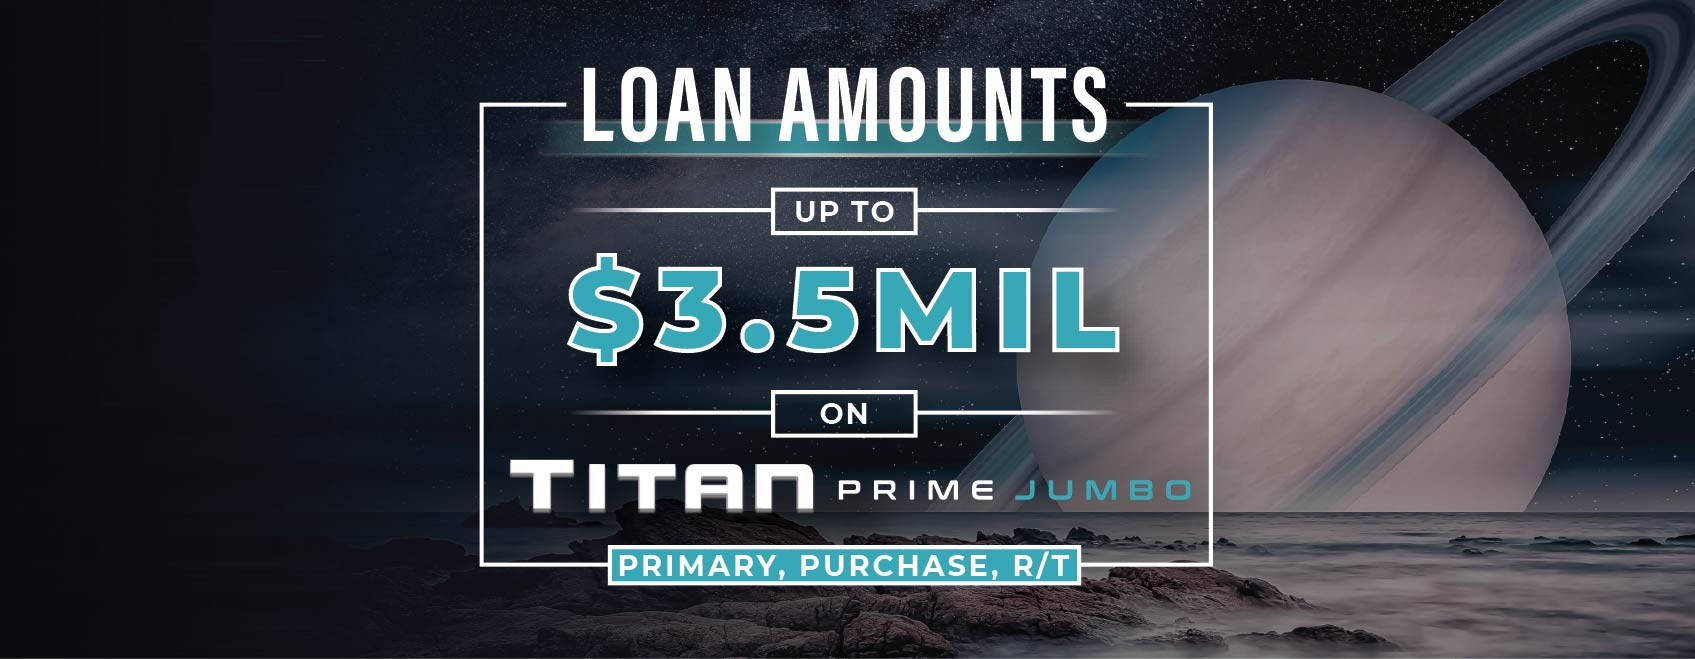 LOAN AMOUNTS
UP TO
$3.5MIL
ON
TITAN PRIME JUMBO
PRIMARY, PURCHASE, R/T